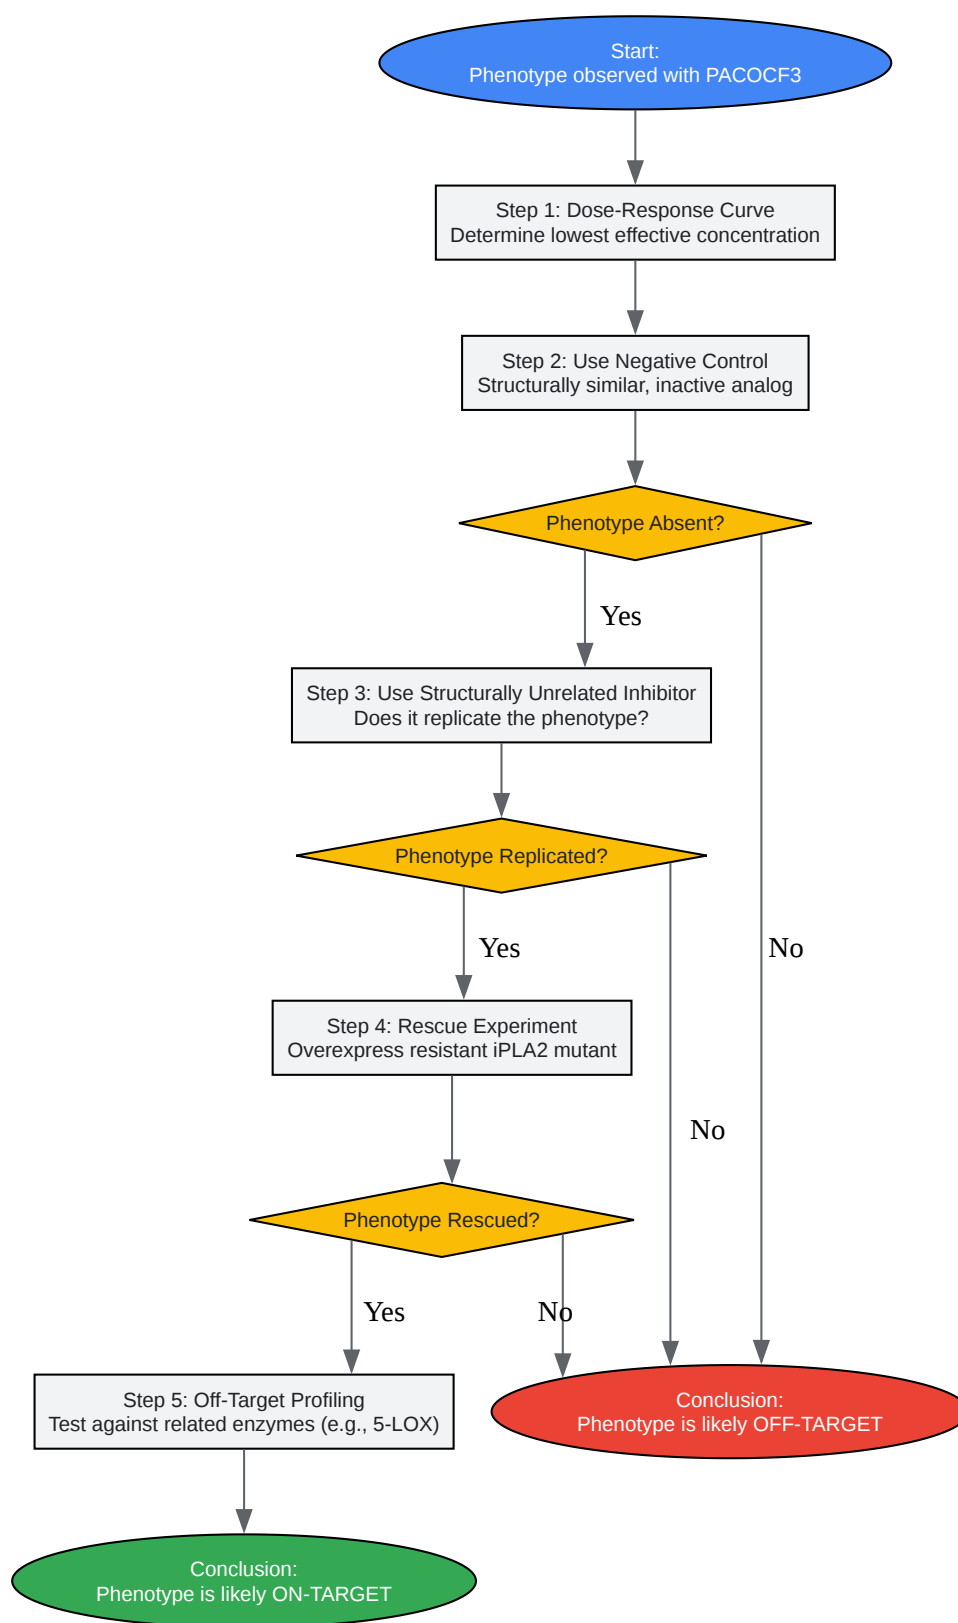 Start:
Phenotype observed with PACOCF3
Step 1: Dose-Response Curve
Determine lowest effective concentration
Step 2: Use Negative Control
Structurally similar, inactive analog
Phenotype Absent?
Yes
Step 3: Use Structurally Unrelated Inhibitor
Does it replicate the phenotype?
Phenotype Replicated?
Yes
No
Step 4: Rescue Experiment
Overexpress resistant iPLA2 mutant
No
Phenotype Rescued?
Yes
No
Step 5: Off-Target Profiling
Test against related enzymes (e.g., 5-LOX)
Conclusion:
Phenotype is likely OFF-TARGET
Conclusion:
Phenotype is likely ON-TARGET